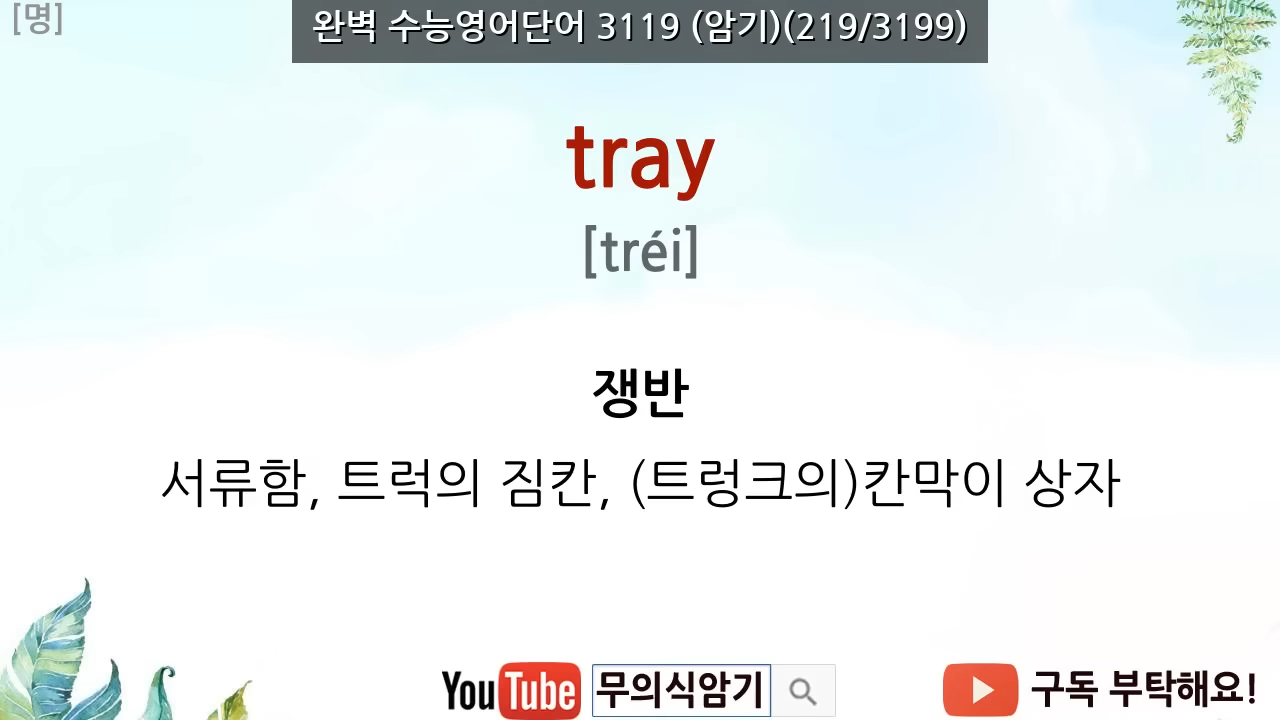 [명]
완벽 수능영어단어 3119 (암기)(219/3199)
tray
[tréi]
쟁반
서류함, 트럭의 짐칸, (트렁크의)칸막이 상자
YouTube 무의식암기 구독 부탁해요!